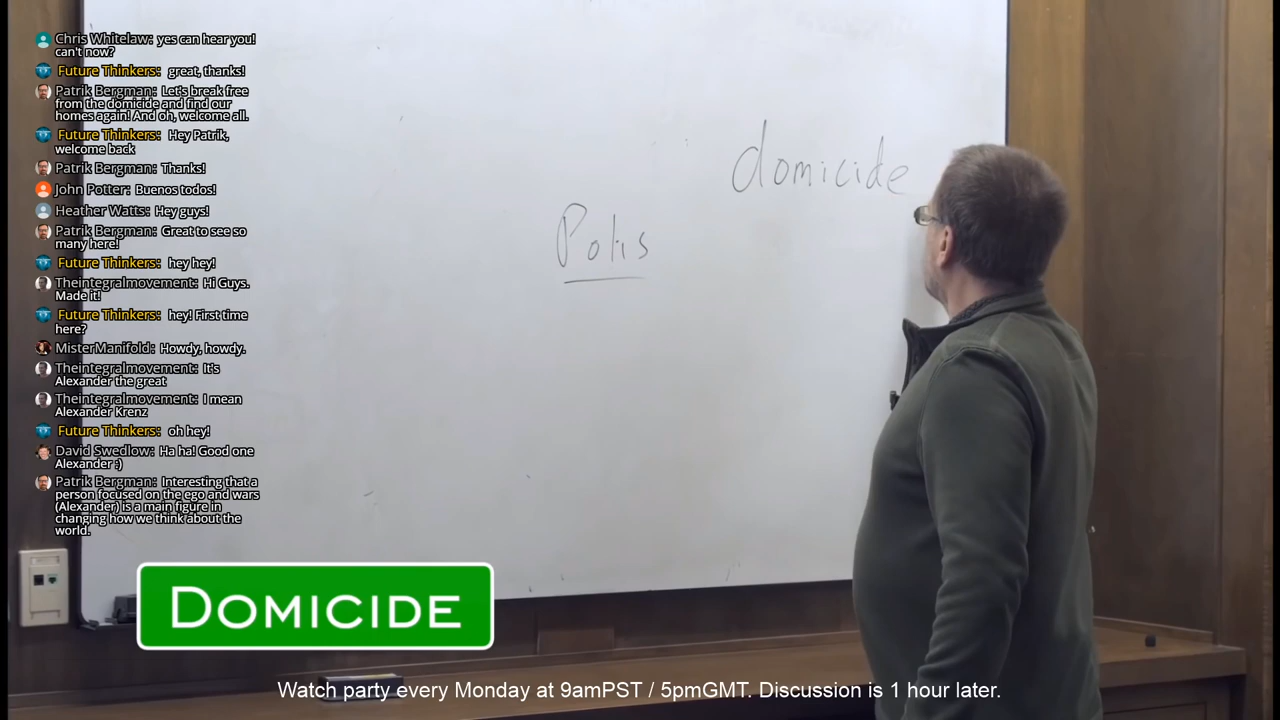 Chris Whitelaw: yes can hear you!
can't now?
Future Thinkers: great, thanks!
Patrik Bergman: Let's break free
from the domicide and find our
homes again! And oh, welcome all.
Future Thinkers: Hey Patrik,
welcome back
Patrik Bergman: Thanks!
John Potter: Buenos todos!
Heather Watts: Hey guys!
Patrik Bergman: Great to see so
many here!
Future Thinkers: hey hey!
Theintegralmovement: Hi Guys.
Made it!
Future Thinkers: hey! First time
here?
MisterManifold: Howdy, howdy.
Theintegralmovement: It's
Alexander the great
Theintegralmovement: I mean
Alexander Krenz
Future Thinkers: oh hey!
David Swedlow: Ha ha! Good one
Alexander :)
Patrik Bergman: Interesting that a
person focused on the ego and wars
(Alexander) is a main figure in
changing how we think about the
world.
domicide
Polis
DOMICIDE
Watch party every Monday at 9amPST / 5pmGMT. Discussion is 1 hour later.